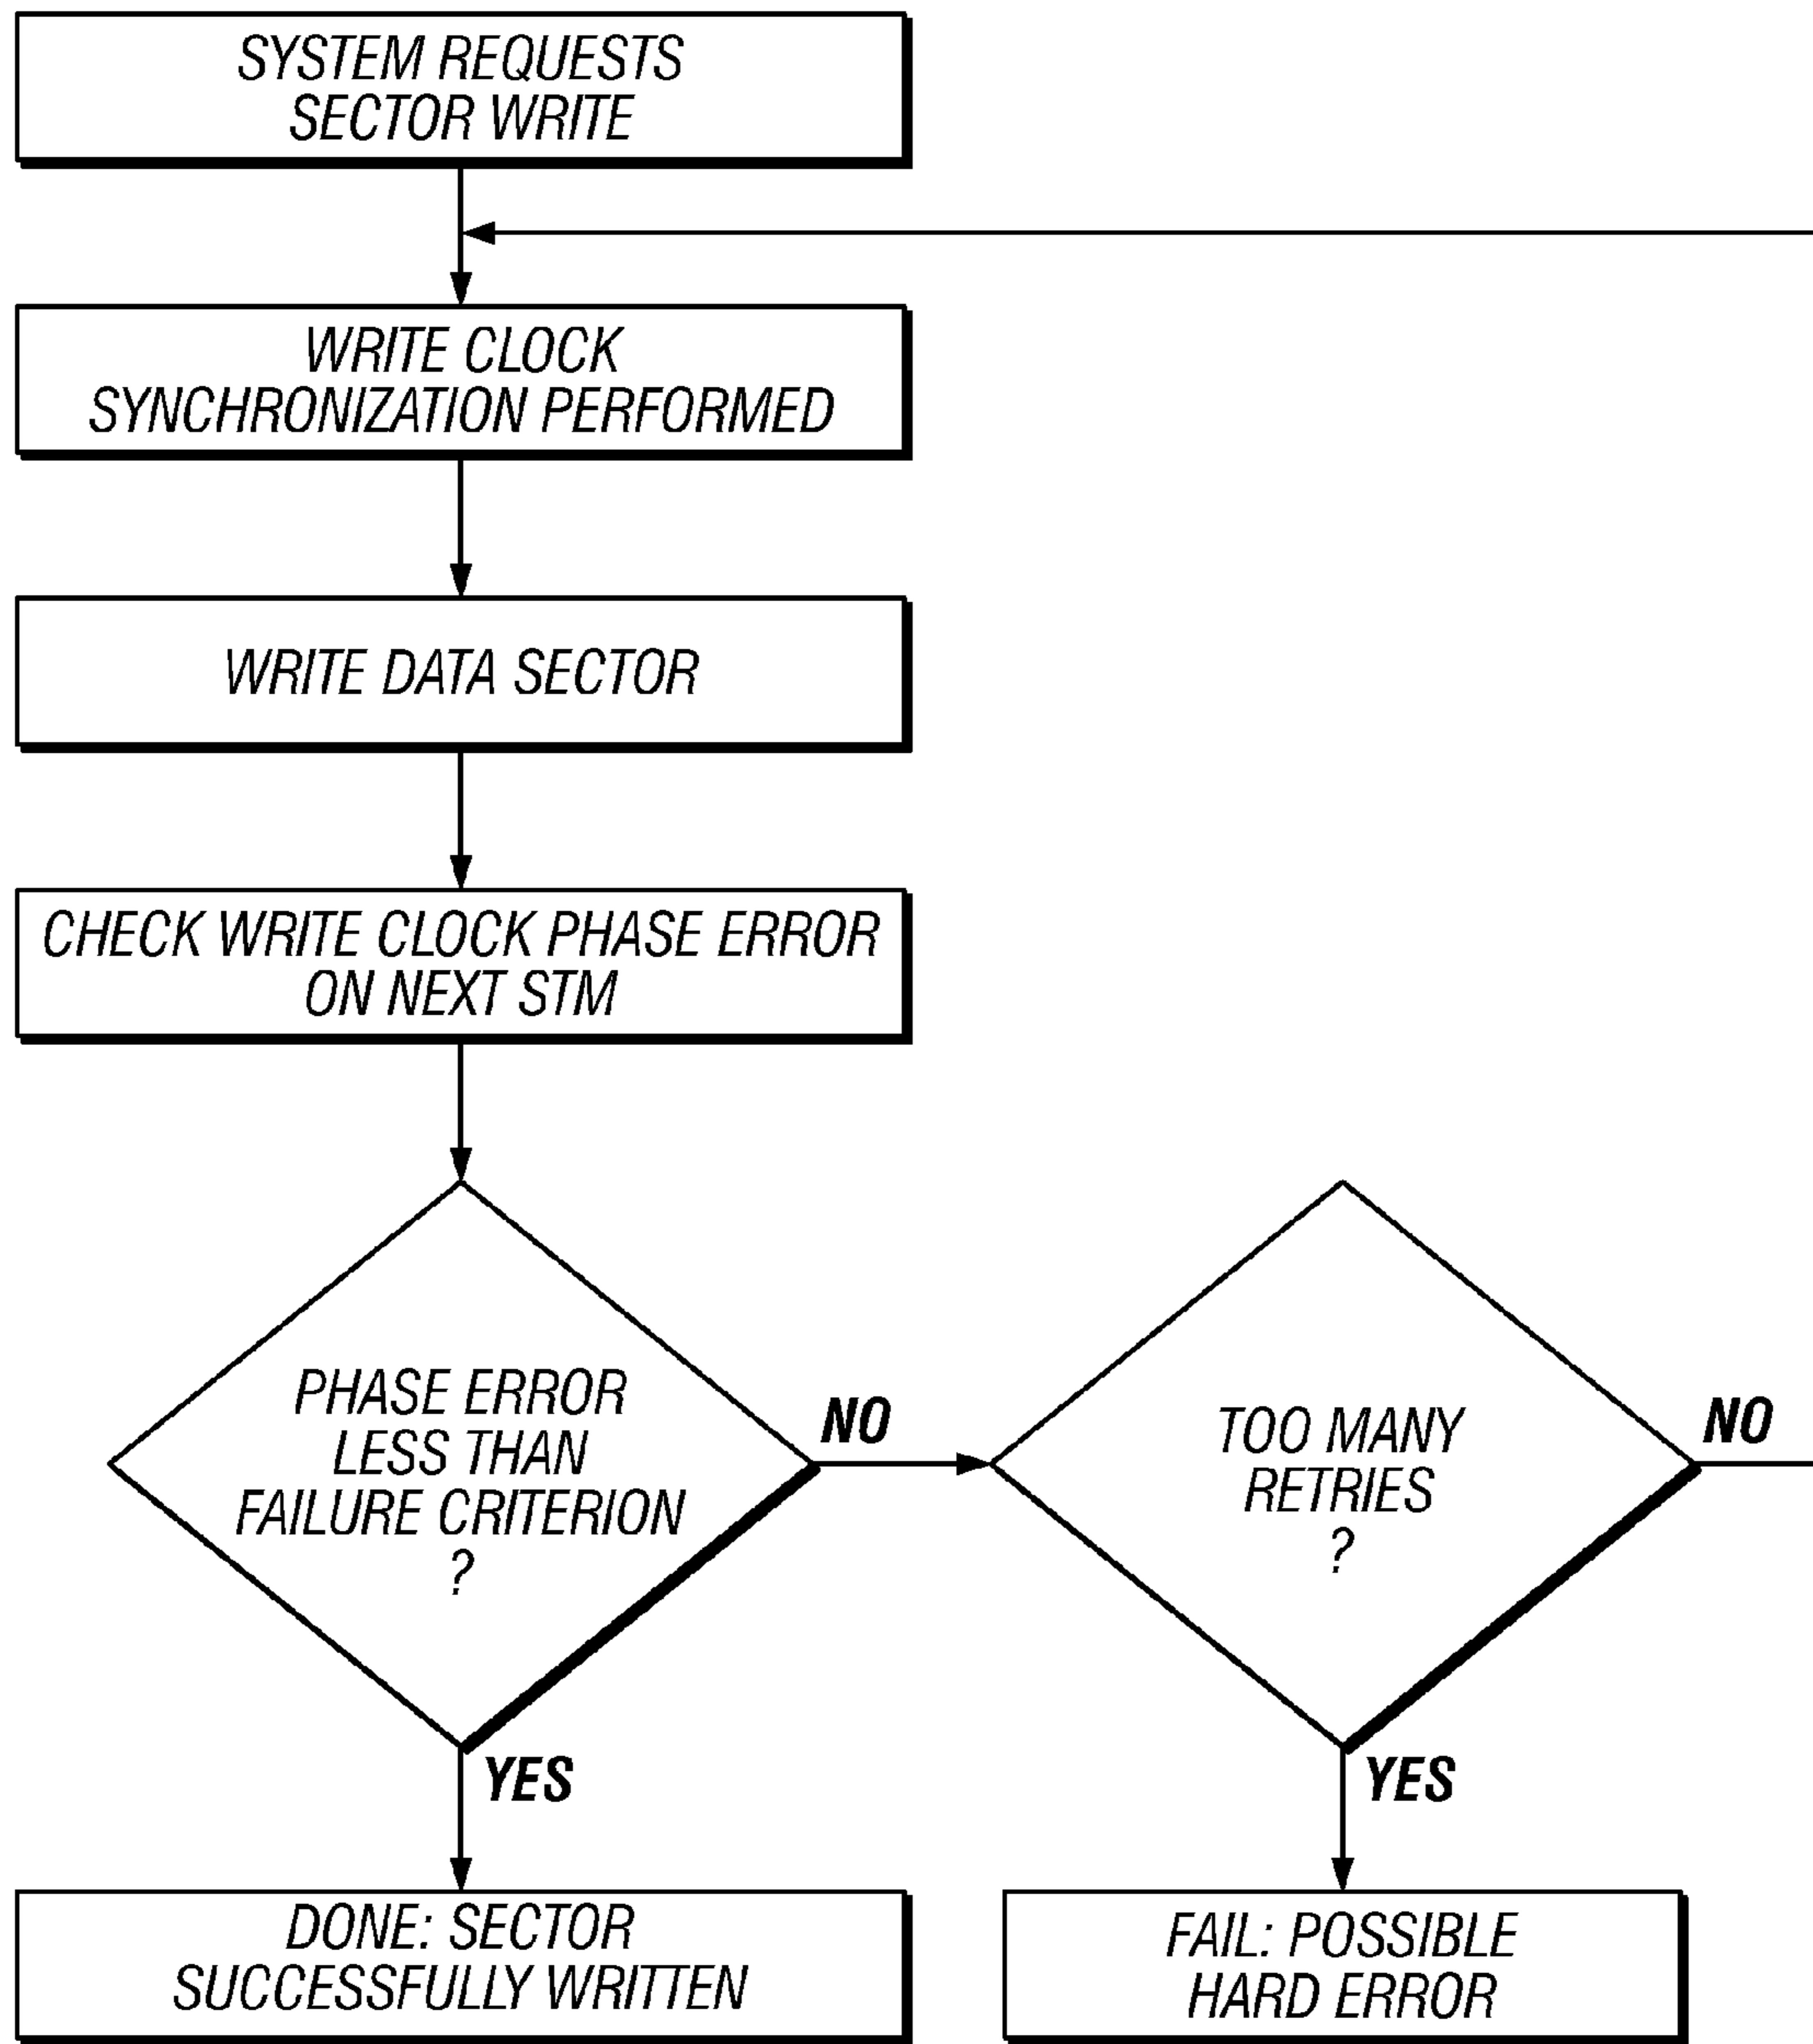 SYSTEM REQUESTS
SECTOR WRITE
WRITE CLOCK
SYNCHRONIZATION PERFORMED
WRITE DATA SECTOR
CHECK WRITE CLOCK PHASE ERROR
ON NEXT STM
PHASE ERROR
LESS THAN
FAILURE CRITERION
?
NO
TOO MANY
RETRIES
?
NO
YES
YES
DONE: SECTOR
SUCCESSFULLY WRITTEN
FAIL: POSSIBLE
HARD ERROR